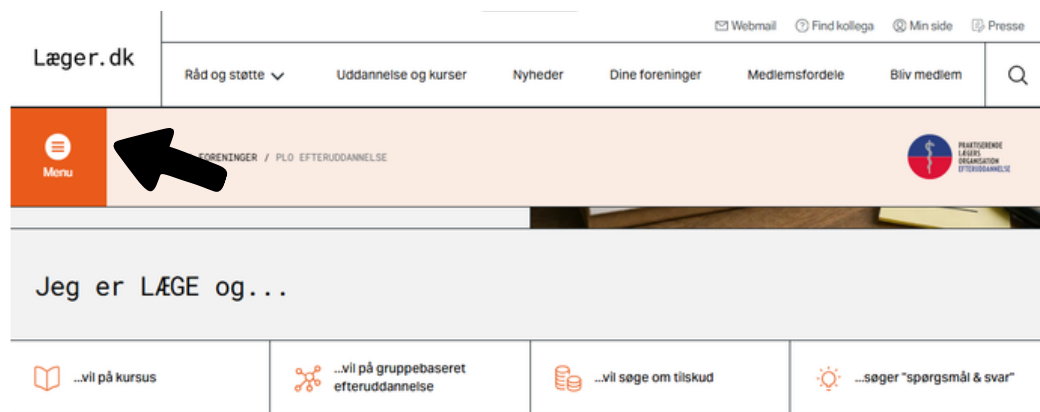 Webmail Find kollega Min side Presse
Læger.dk
Råd og støtte Uddannelse og kurser Nyheder Dine foreninger Medlemsfordele Bliv medlem
Menu
FORENINGER / PLO EFTERUDDANNELSE
PRAKTISERENDE
LÆGERS
ORGANISATION
EFTERUDDANNELSE
Jeg er LÆGE og...
...vil på kursus
...vil på gruppebaseret
efteruddannelse
...vil søge om tilskud
...søger "spørgsmål & svar"